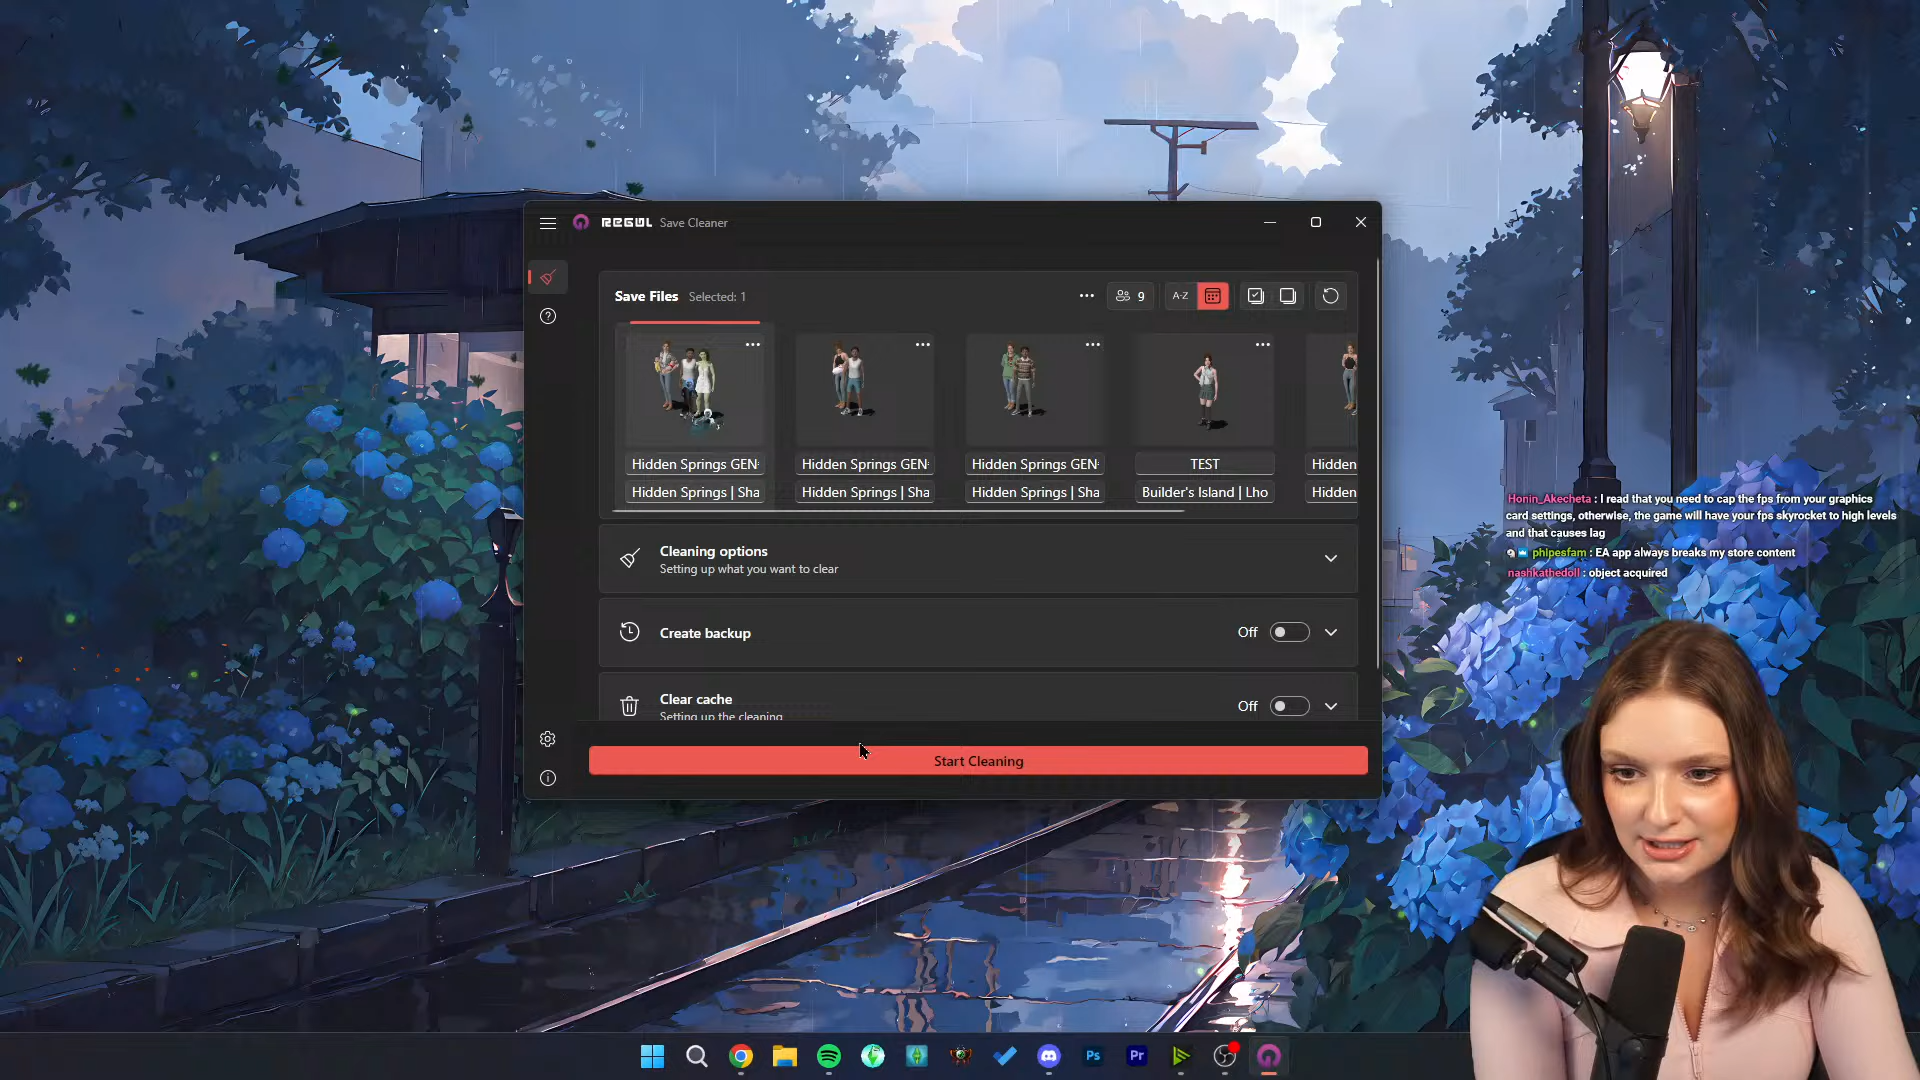 REGUL Save Cleaner
Save Files Selected: 1
9
A-Z
Hidden Springs GEN
Hidden Springs GEN
Hidden Springs GEN
TEST
Hidden
Hidden Springs | Sha
Hidden Springs | Sha
Hidden Springs | Sha
Builder's Island | Lho
Hidden
Cleaning options
Setting up what you want to clear
Create backup
Off
Clear cache
Setting up the cleaning
Off
Start Cleaning
Honin_Akecheta : I read that you need to cap the fps from your graphics
card settings, otherwise, the game will have your fps skyrocket to high levels
and that causes lag
phlpesfam : EA app always breaks my store content
nashkathedoll : object acquired
Ps
Pr